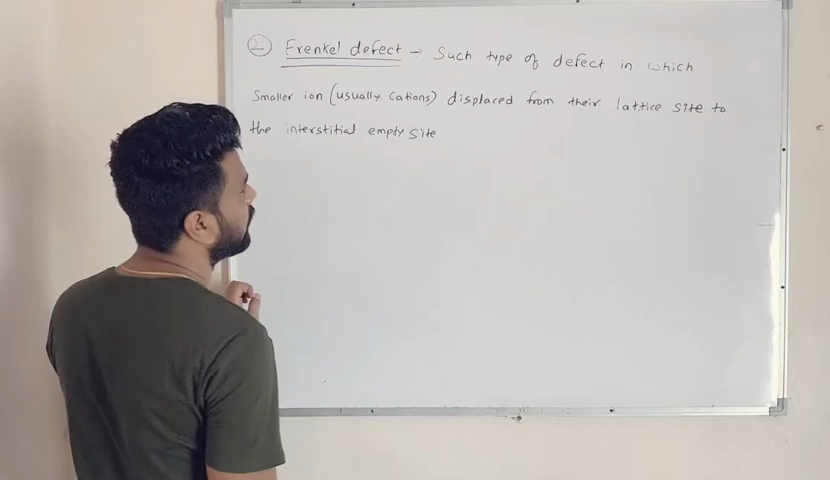 ② Frenkel defect → Such type of defect in which
Smaller ion (usually cations) displaced from their lattice site to
the interstitial empty site